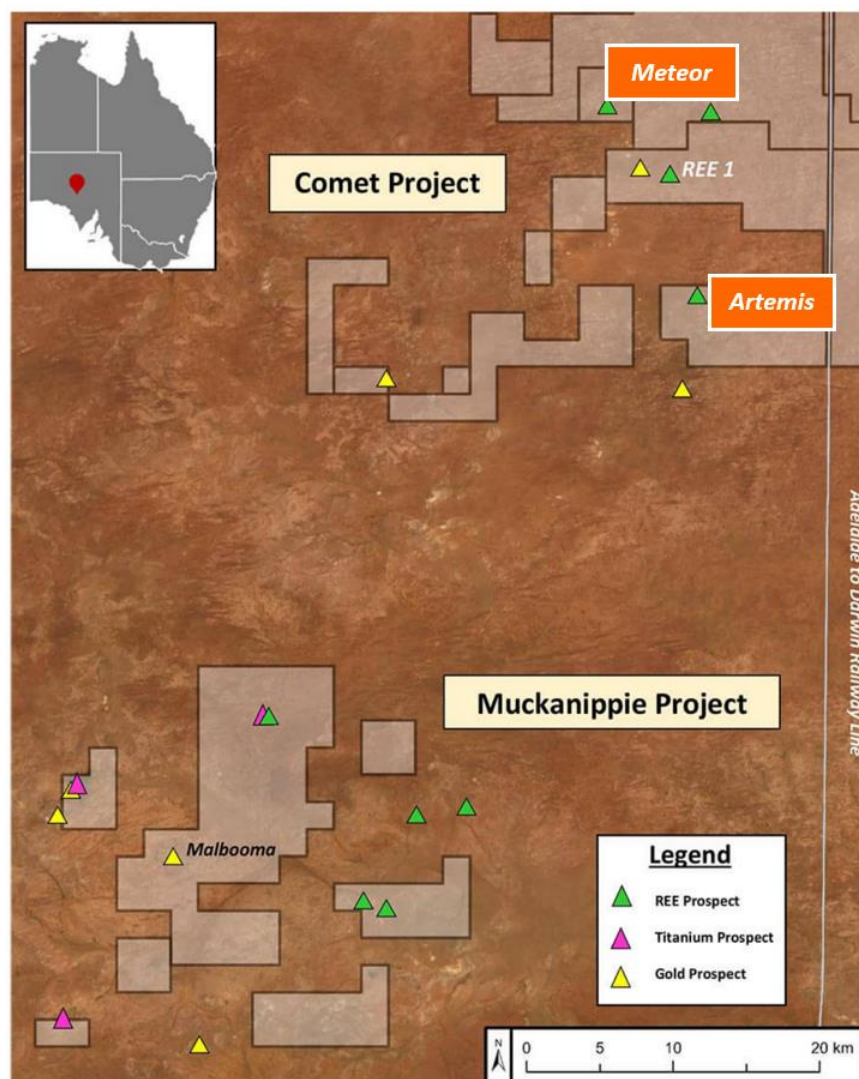 Meteor
Comet Project
REE 1
Artemis
Adelaide to Darwin Railway Line
Muckanippie Project
Malbooma
Legend
REE Prospect
Titanium Prospect
Gold Prospect
N
0 5 10 20 km